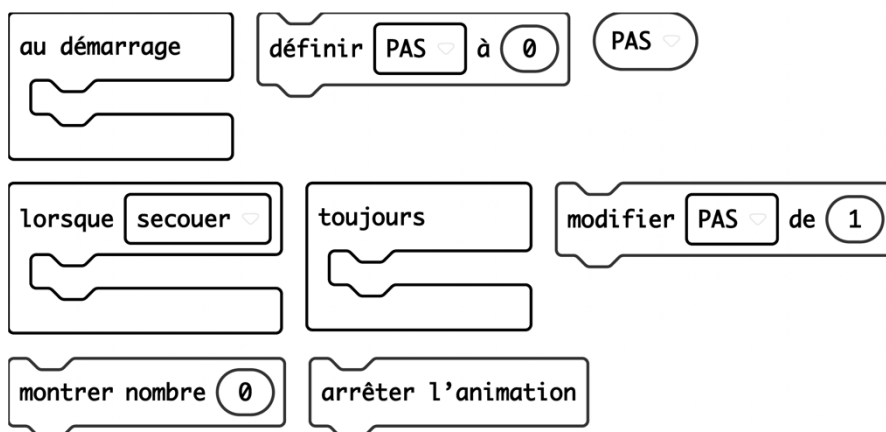 au démarrage
définir PAS à 0
PAS
lorsque secouer
toujours
modifier PAS de 1
montrer nombre 0
arrêter l’animation